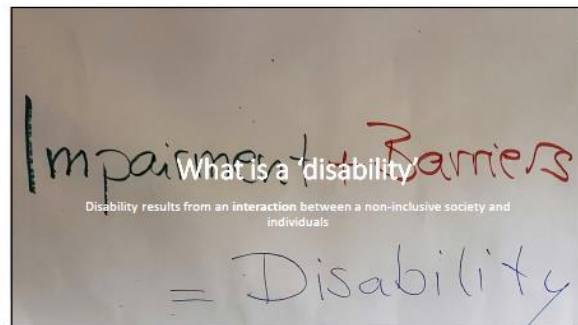 Impairment + Barriers
What is a 'disability'
Disability results from an interaction between a non-inclusive society and
individuals
= Disability